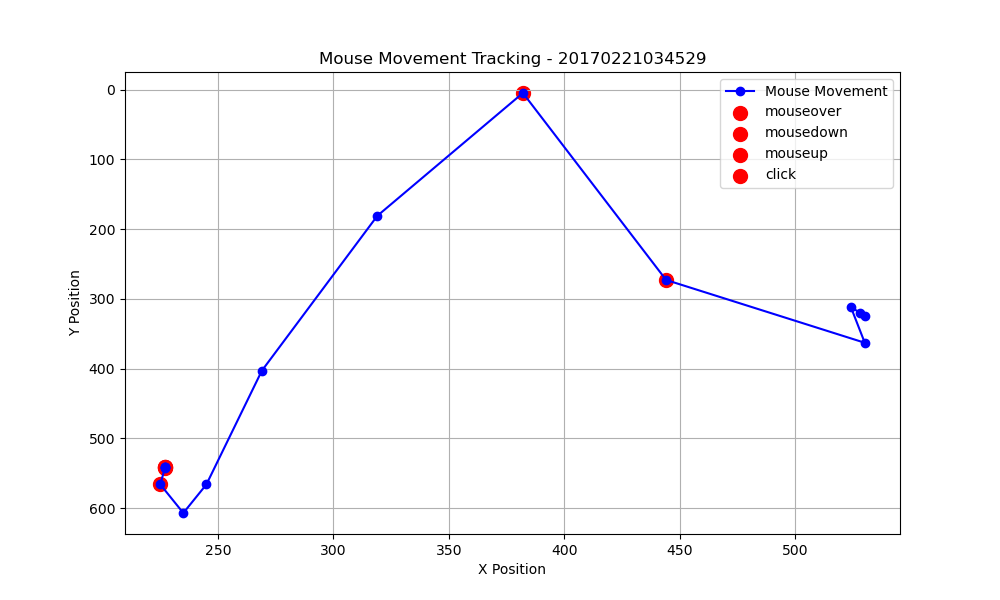 Mouse Movement Tracking - 20170221034529
Mouse Movement
mouseover
mousedown
mouseup
click
0
100
200
300
400
500
600
Y Position
250
300
350
400
450
500
X Position